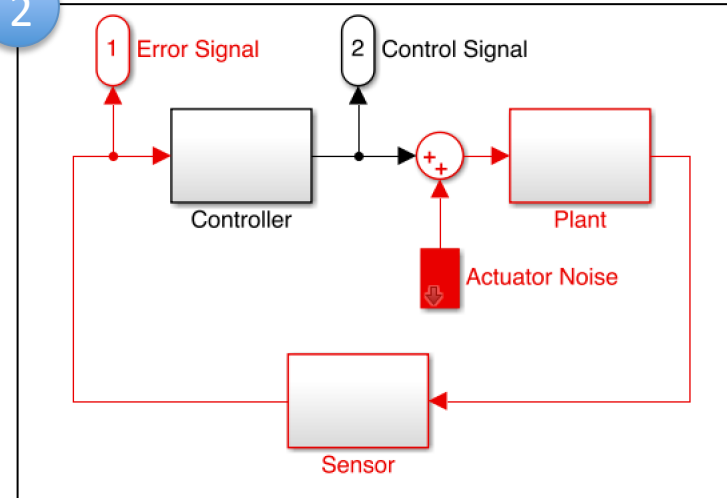 2
1 Error Signal
2 Control Signal
Controller
+
+
Plant
Actuator Noise
Sensor